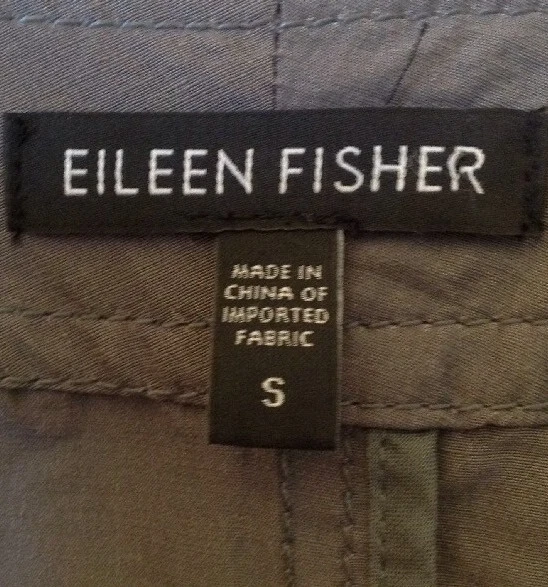 EILEEN FISHER
MADE IN
CHINA OF
IMPORTED
FABRIC
S